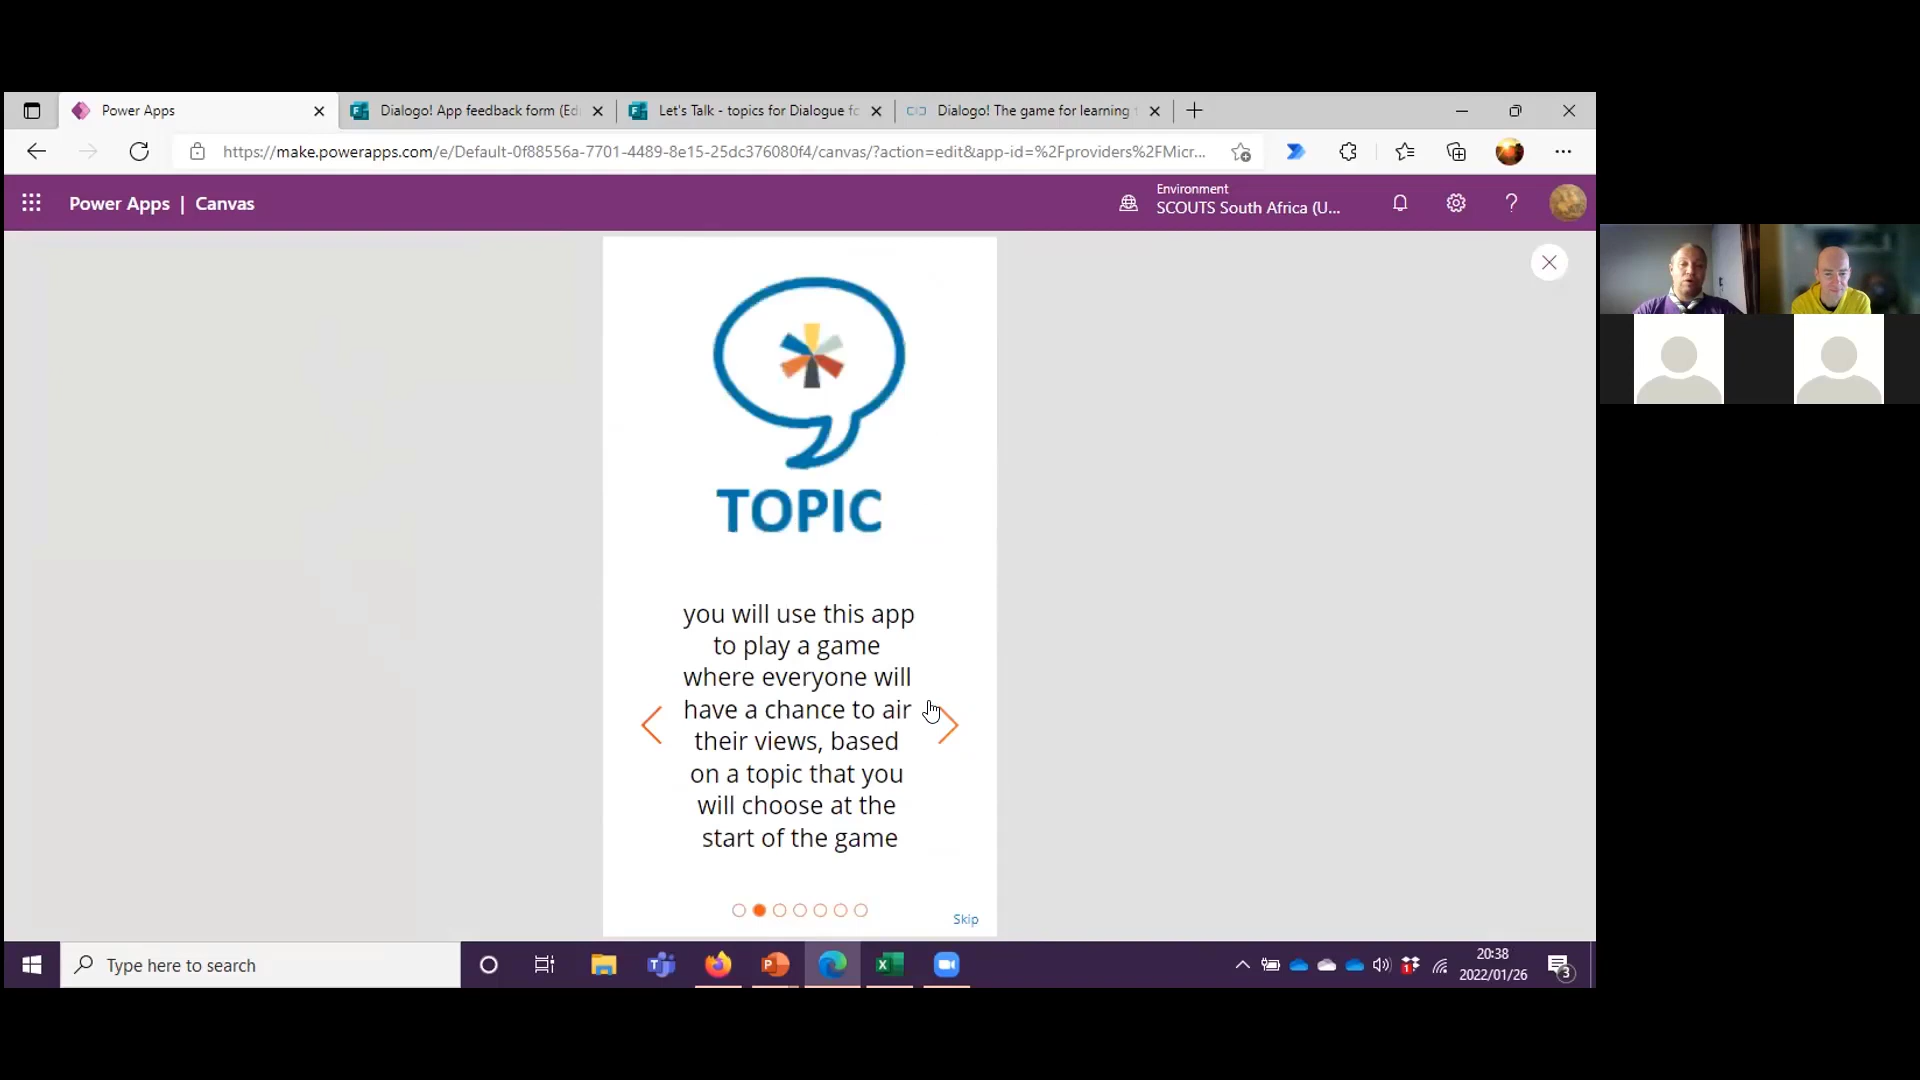 Power Apps
Dialogo! App feedback form (Ed
Let's Talk - topics for Dialogue fo
Dialogo! The game for learning
https://make.powerapps.com/e/Default-0f88556a-7701-4489-8e15-25dc376080f4/canvas/?action=edit&app-id=%2Fproviders%2FMicr...
Power Apps | Canvas
Environment
SCOUTS South Africa (U...
TOPIC
you will use this app
to play a game
where everyone will
have a chance to air
their views, based
on a topic that you
will choose at the
start of the game
Skip
Type here to search
20:38
2022/01/26
3